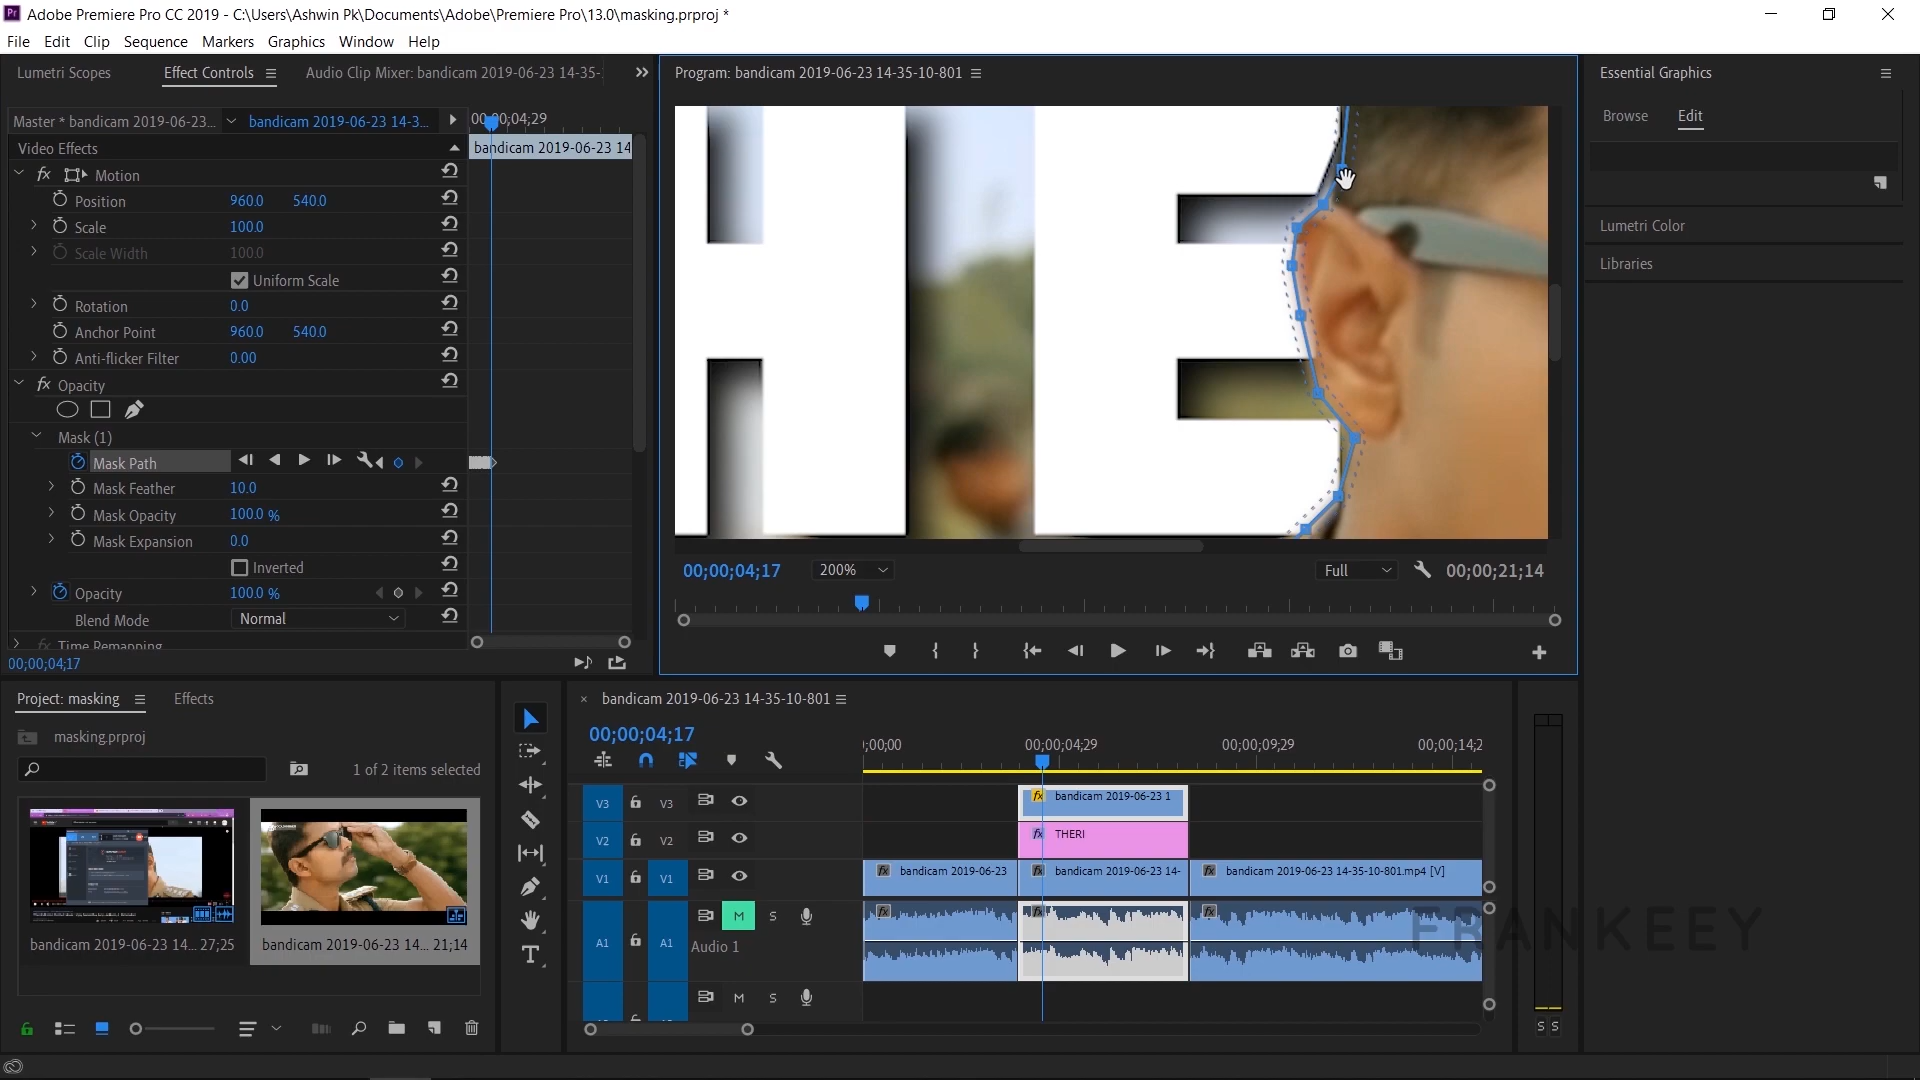 Adobe Premiere Pro CC 2019 - C:\Users\Ashwin Pk\Documents\Adobe\Premiere Pro\13.0\masking.prproj *
File Edit Clip Sequence Markers Graphics Window Help
Lumetri Scopes Effect Controls Audio Clip Mixer: bandicam 2019-06-23 14-35-
Program: bandicam 2019-06-23 14-35-10-801
Essential Graphics
Browse Edit
Lumetri Color
Libraries
Master * bandicam 2019-06-23... bandicam 2019-06-23 14-3...
00;00;04;29
Video Effects
bandicam 2019-06-23 14
fx Motion
Position 960.0 540.0
Scale 100.0
Scale Width 100.0
Uniform Scale
Rotation 0.0
Anchor Point 960.0 540.0
Anti-flicker Filter 0.00
fx Opacity
Mask (1)
Mask Path
Mask Feather 10.0
Mask Opacity 100.0 %
Mask Expansion 0.0
Inverted
Opacity 100.0 %
Blend Mode Normal
fx Time Remapping
00;00;04;17
HE
00;00;04;17 200% Full 00;00;21;14
Project: masking Effects
masking.prproj
1 of 2 items selected
bandicam 2019-06-23 14... 27;25
bandicam 2019-06-23 14... 21;14
× bandicam 2019-06-23 14-35-10-801
00;00;04;17
;00;00 00;00;04;29 00;00;09;29 00;00;14;2
V3 V3 fx bandicam 2019-06-23 1
V2 V2 fx THERI
V1 V1 fx bandicam 2019-06-23 fx bandicam 2019-06-23 14- fx bandicam 2019-06-23 14-35-10-801.mp4 [V]
A1 A1 M S fx fx fx
Audio 1
M S
S S
FRANKEEY